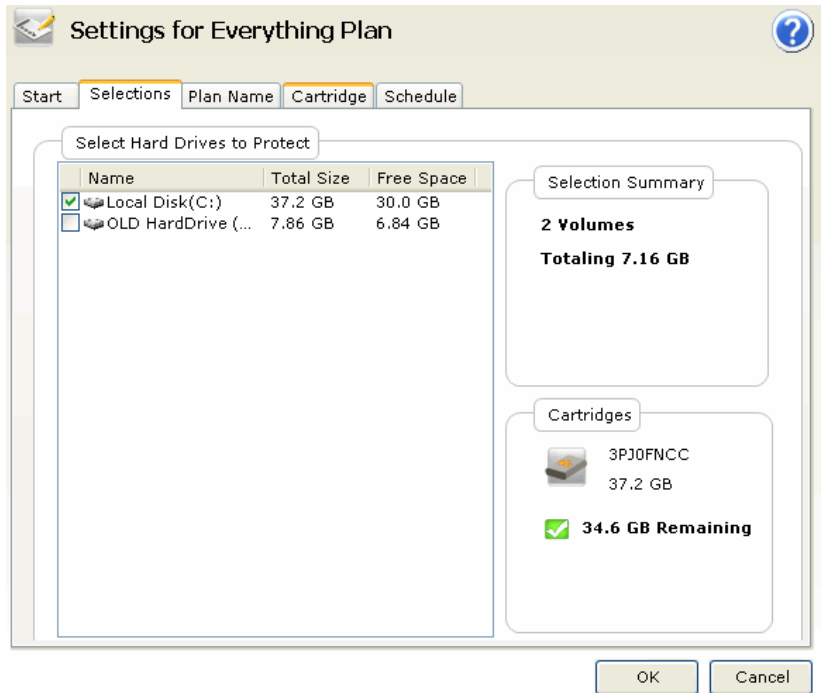 Settings for Everything Plan
?
Start Selections Plan Name Cartridge Schedule
Select Hard Drives to Protect
Name Total Size Free Space
Local Disk(C:) 37.2 GB 30.0 GB
OLD HardDrive (... 7.86 GB 6.84 GB
Selection Summary
2 Volumes
Totaling 7.16 GB
Cartridges
3PJ0FNCC
37.2 GB
34.6 GB Remaining
OK Cancel